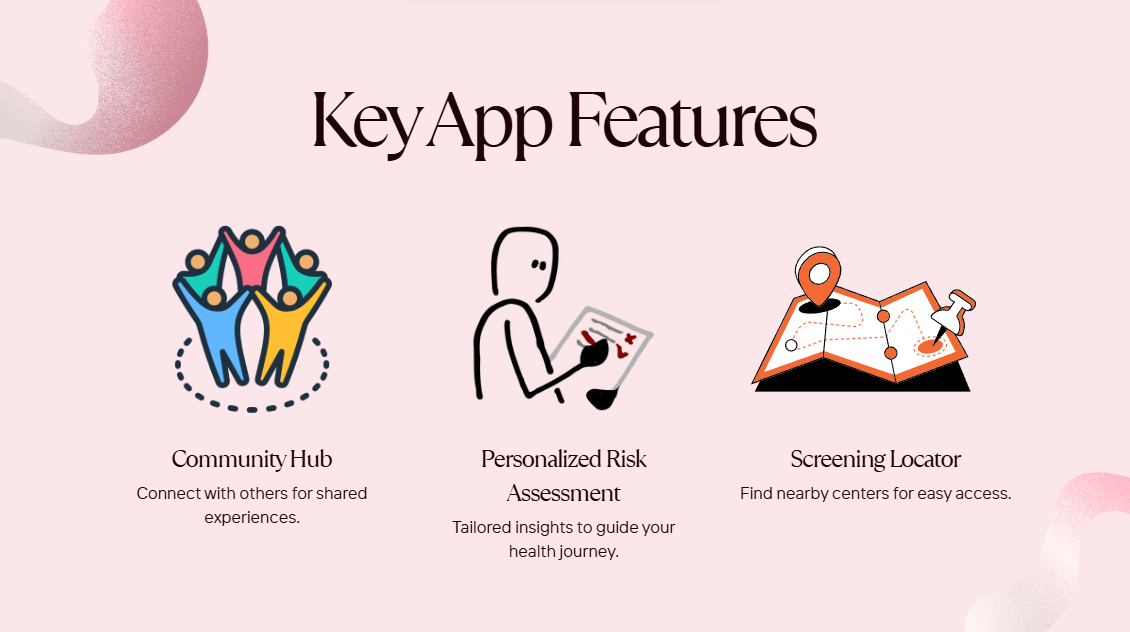 Key App Features
Community Hub
Connect with others for shared
experiences.
Personalized Risk
Assessment
Tailored insights to guide your
health journey.
Screening Locator
Find nearby centers for easy access.